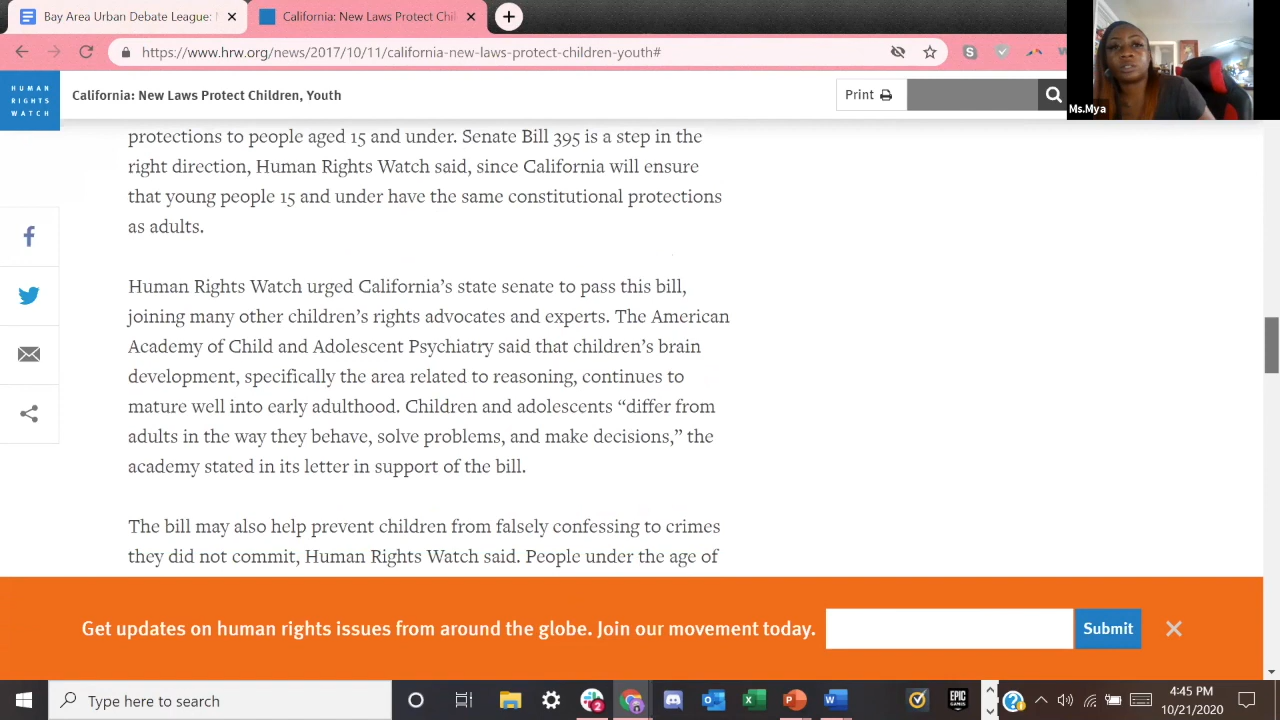 Bay Area Urban Debate League:
California: New Laws Protect Chil
https://www.hrw.org/news/2017/10/11/california-new-laws-protect-children-youth#
HUMAN
RIGHTS
WATCH
California: New Laws Protect Children, Youth
Print
Ms.Mya
protections to people aged 15 and under. Senate Bill 395 is a step in the
right direction, Human Rights Watch said, since California will ensure
that young people 15 and under have the same constitutional protections
as adults.
Human Rights Watch urged California’s state senate to pass this bill,
joining many other children’s rights advocates and experts. The American
Academy of Child and Adolescent Psychiatry said that children’s brain
development, specifically the area related to reasoning, continues to
mature well into early adulthood. Children and adolescents “differ from
adults in the way they behave, solve problems, and make decisions,” the
academy stated in its letter in support of the bill.
The bill may also help prevent children from falsely confessing to crimes
they did not commit, Human Rights Watch said. People under the age of
Get updates on human rights issues from around the globe. Join our movement today.
Submit
Type here to search
4:45 PM
10/21/2020